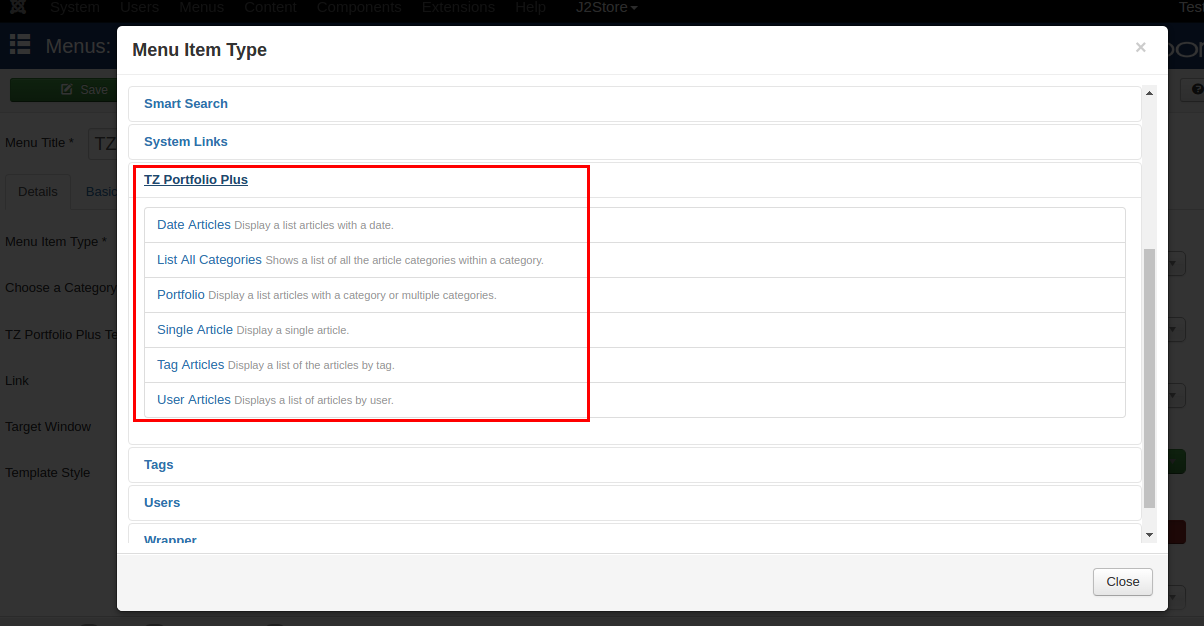 System Users Menus Content Components Extensions Help J2Store
Menus:
Menu Item Type
×
Save
Smart Search
System Links
Menu Title *
TZ
TZ Portfolio Plus
Details
Basic
Date Articles Display a list articles with a date.
Menu Item Type *
List All Categories Shows a list of all the article categories within a category.
Choose a Category
Portfolio Display a list articles with a category or multiple categories.
Single Article Display a single article.
TZ Portfolio Plus Te
Tag Articles Display a list of the articles by tag.
Link
User Articles Displays a list of articles by user.
Target Window
Tags
Template Style
Users
Wrapper
Close